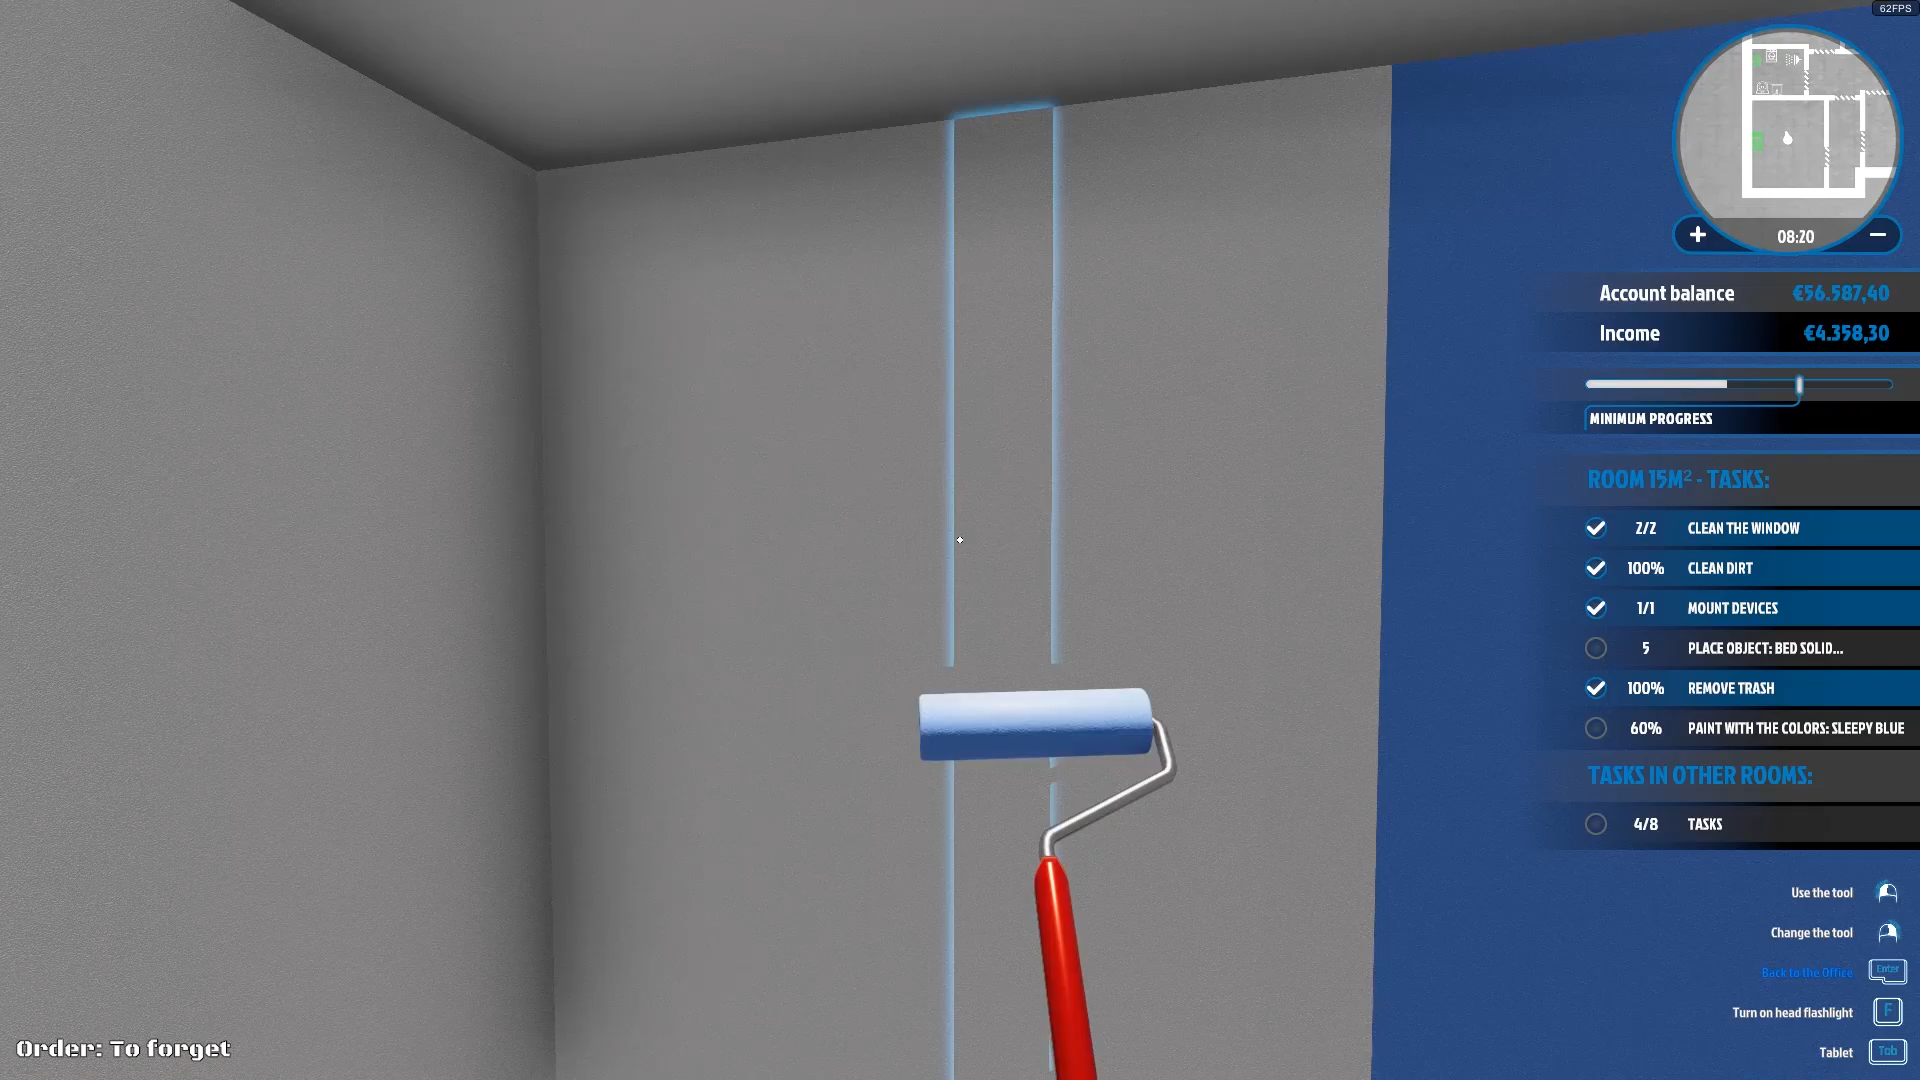 62FPS
+ 08:20 −
Account balance €56.587,40
Income €4.358,30
MINIMUM PROGRESS
ROOM 15M² - TASKS:
2/2 CLEAN THE WINDOW
100% CLEAN DIRT
1/1 MOUNT DEVICES
5 PLACE OBJECT: BED SOLID...
100% REMOVE TRASH
60% PAINT WITH THE COLORS: SLEEPY BLUE
TASKS IN OTHER ROOMS:
4/8 TASKS
Use the tool
Change the tool
Back to the Office Enter
Turn on head flashlight F
Tablet Tab
Order: To forget